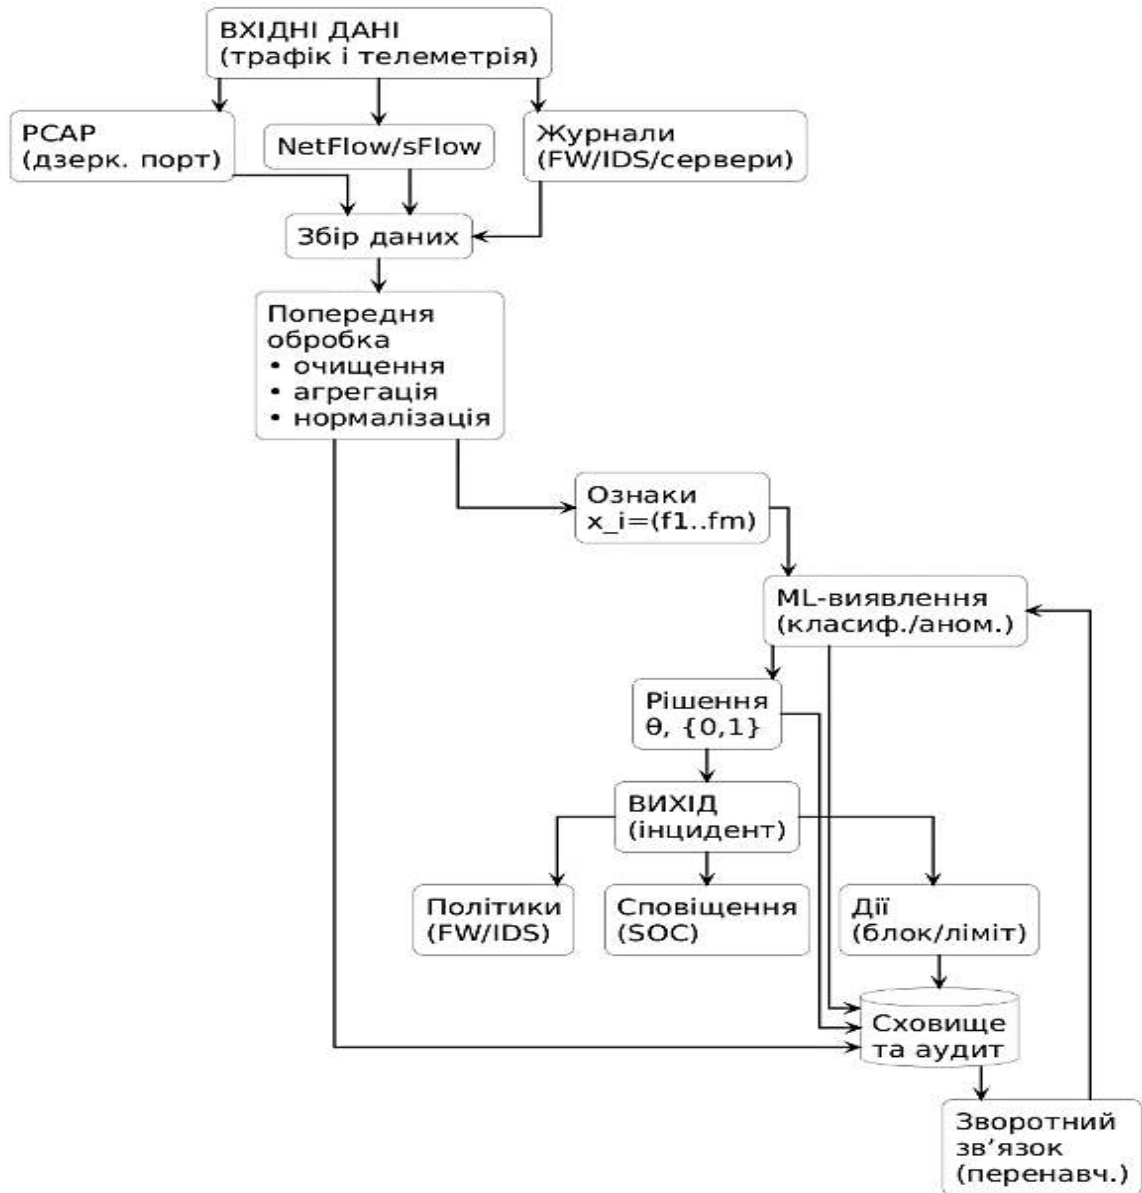 ВХІДНІ ДАНІ
(трафік і телеметрія)
PCAP
(дзерк. порт)
NetFlow/sFlow
Журнали
(FW/IDS/сервери)
Збір даних
Попередня
обробка
• очищення
• агрегація
• нормалізація
Ознаки
x_i=(f1..fm)
ML-виявлення
(класиф./аном.)
Рішення
θ, {0,1}
ВИХІД
(інцидент)
Політики
(FW/IDS)
Сповіщення
(SOC)
Дії
(блок/ліміт)
Сховище
та аудит
Зворотний
зв’язок
(перенавч.)